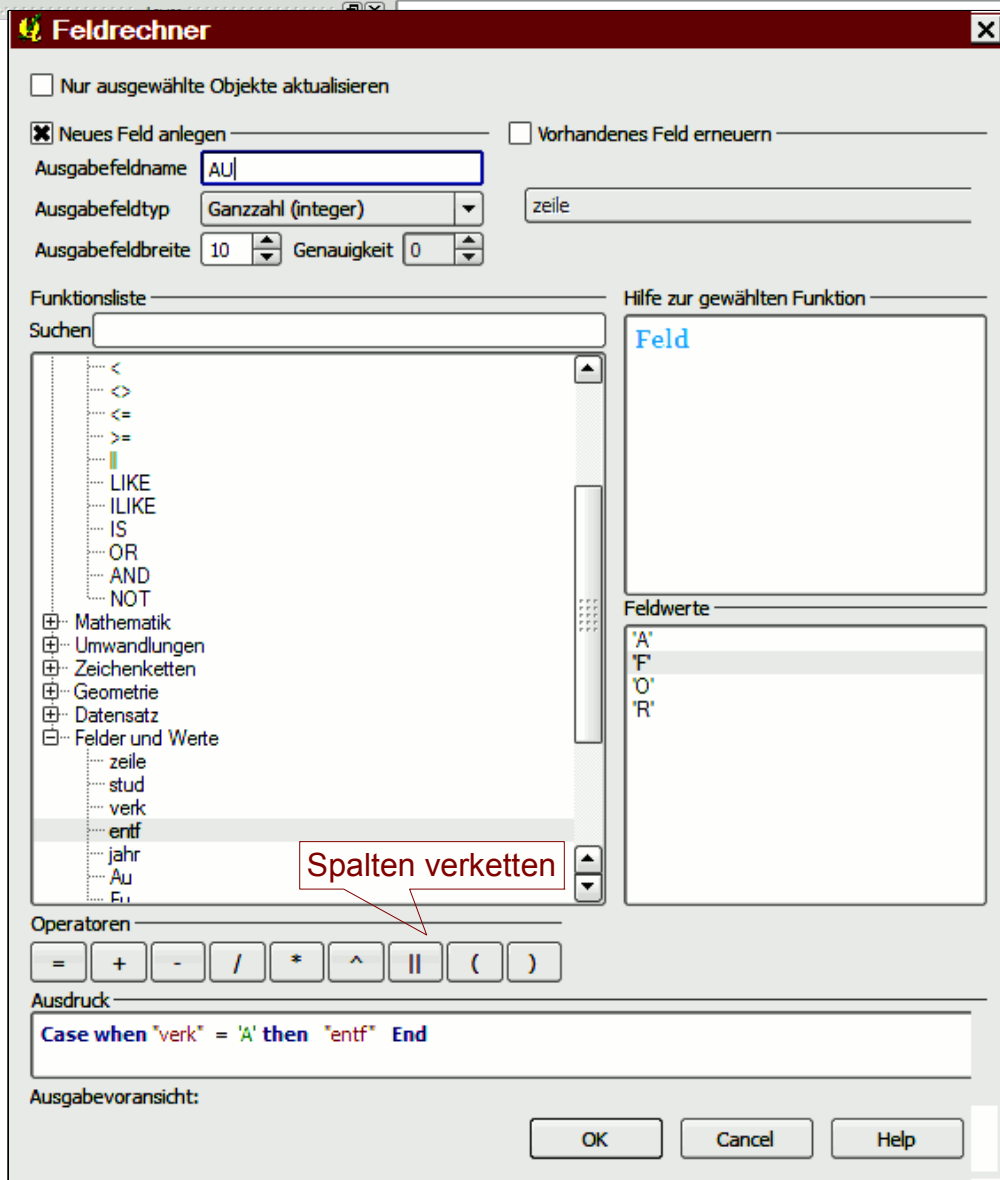 Feldrechner
Nur ausgewählte Objekte aktualisieren
Neues Feld anlegen
Vorhandenes Feld erneuern
Ausgabefeldname AU
Ausgabefeldtyp Ganzzahl (integer)
zeile
Ausgabefeldbreite 10 Genauigkeit 0
Funktionsliste
Hilfe zur gewählten Funktion
Suchen
Feld
<
<>
<=
>=
||
LIKE
ILIKE
IS
OR
AND
NOT
Mathematik
Umwandlungen
Zeichenketten
Geometrie
Datensatz
Felder und Werte
zeile
stud
verk
entf
jahr
Au
Fu
Feldwerte
'A'
'F'
'O'
'R'
Spalten verketten
Operatoren
= + - / * ^ || ( )
Ausdruck
Case when "verk" = 'A' then "entf" End
Ausgabevoransicht:
OK Cancel Help